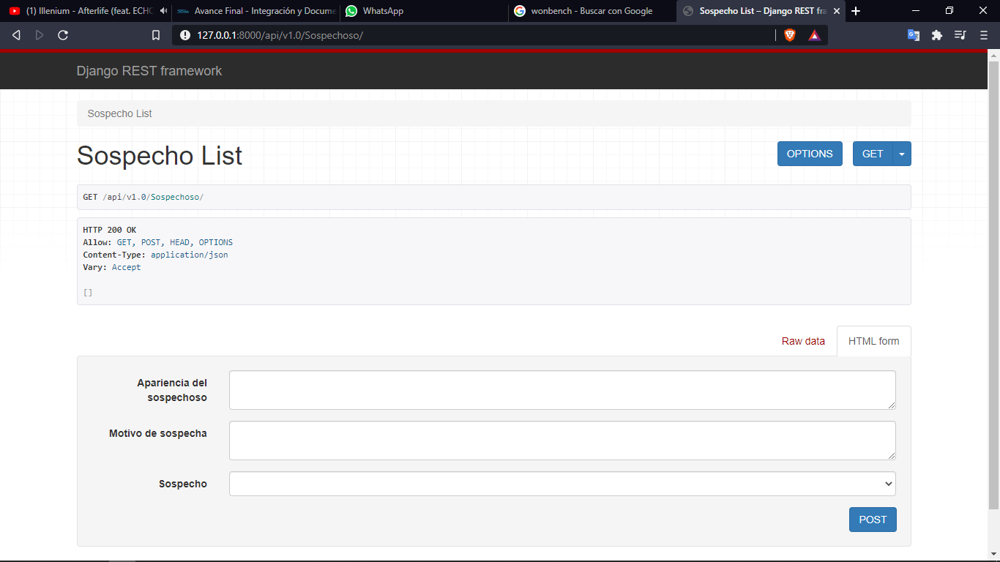 (1) Illenium - Afterlife (feat. ECHO
Avance Final - Integración y Docume
WhatsApp
wonbench - Buscar con Google
Sospecho List – Django REST fra
127.0.0.1:8000/api/v1.0/Sospechoso/
Django REST framework
Sospecho List
Sospecho List
OPTIONS
GET
GET /api/v1.0/Sospechoso/
HTTP 200 OK
Allow: GET, POST, HEAD, OPTIONS
Content-Type: application/json
Vary: Accept
[]
Raw data
HTML form
Apariencia del
sospechoso
Motivo de sospecha
Sospecho
POST